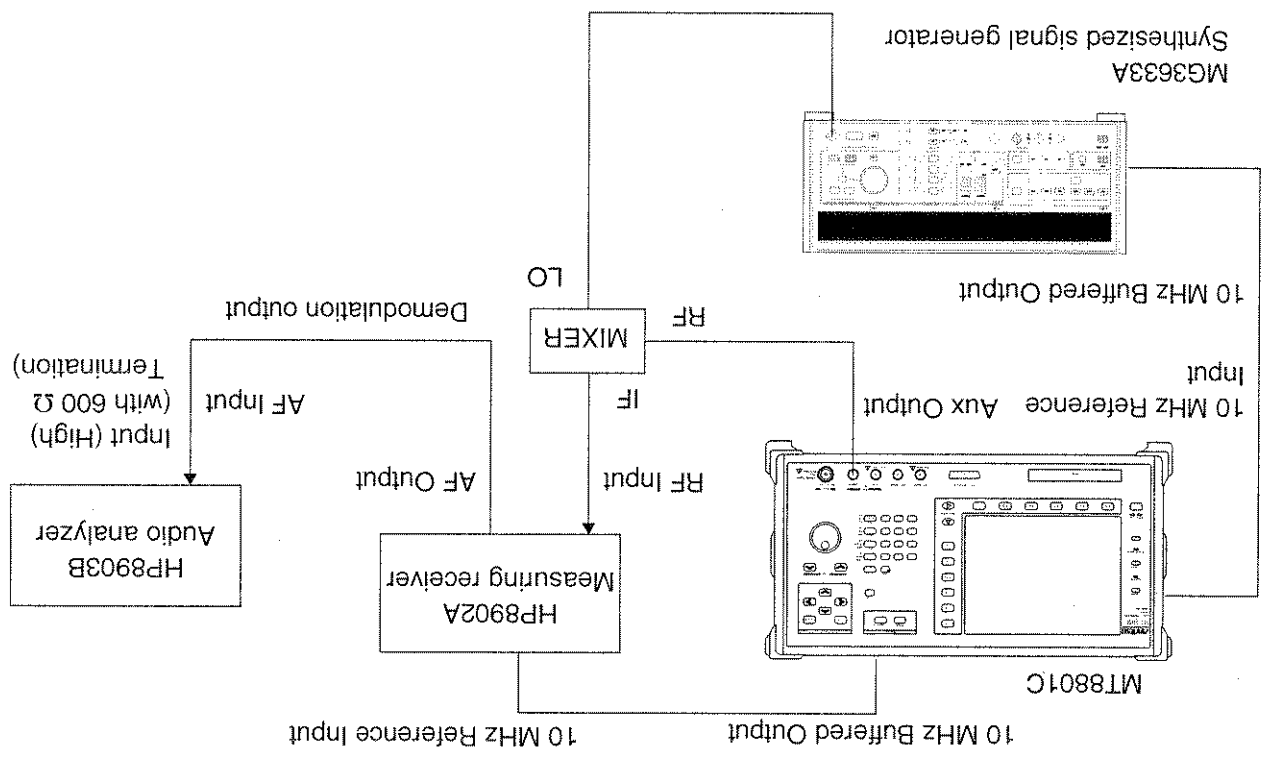 10 MHz Buffered Output
10 MHz Reference Input
MT8801C
HP8902A
Measuring receiver
HP8903B
Audio analyzer
RF Input
AF Output
Input (High)
(with 600 Ω
Termination)
AF Input
10 MHz Reference
Input
Aux Output
IF
RF
MIXER
Demodulation output
LO
10 MHz Buffered Output
MG3633A
Synthesized signal generator